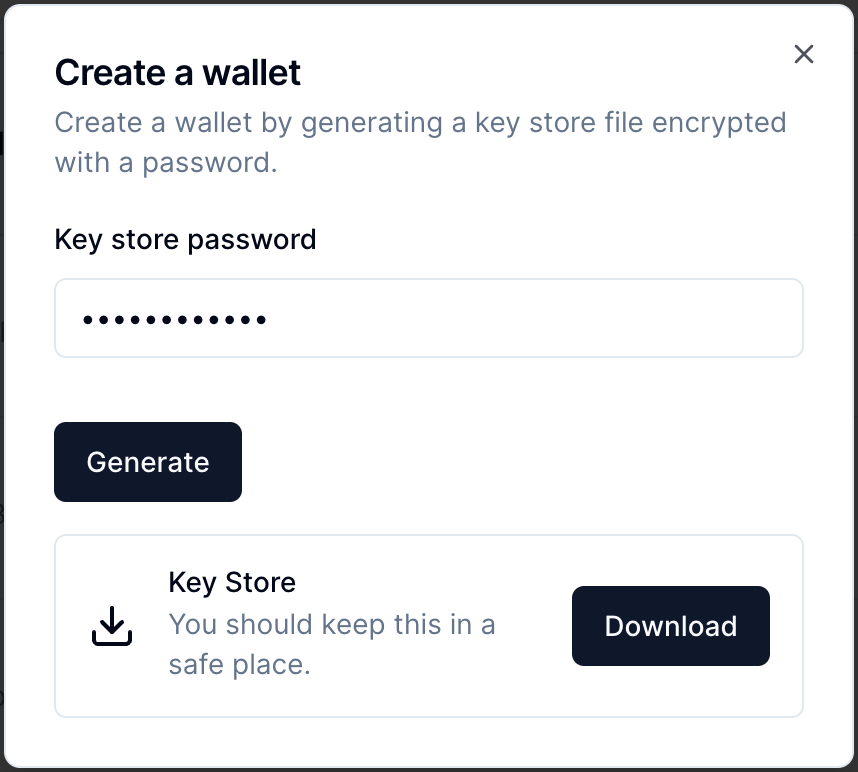 Create a wallet
Create a wallet by generating a key store file encrypted
with a password.
Key store password
••••••••••••
Generate
Key Store
You should keep this in a
safe place.
Download